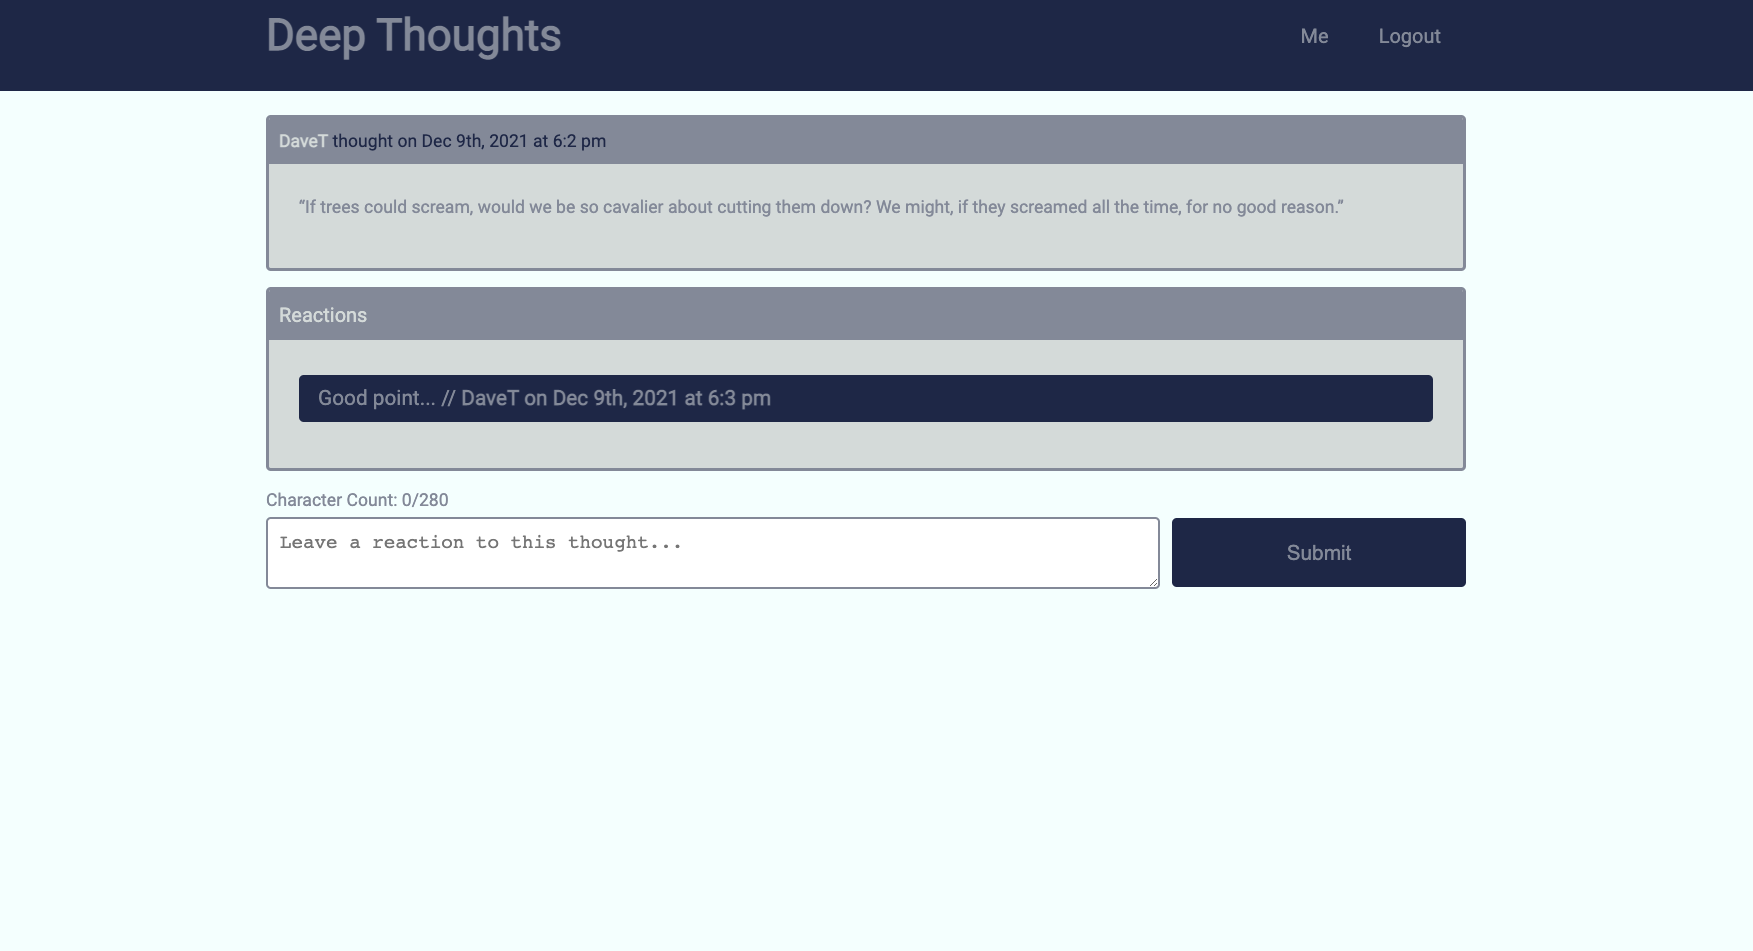 Deep Thoughts
Me
Logout
DaveT thought on Dec 9th, 2021 at 6:2 pm
“If trees could scream, would we be so cavalier about cutting them down? We might, if they screamed all the time, for no good reason.”
Reactions
Good point... // DaveT on Dec 9th, 2021 at 6:3 pm
Character Count: 0/280
Leave a reaction to this thought...
Submit